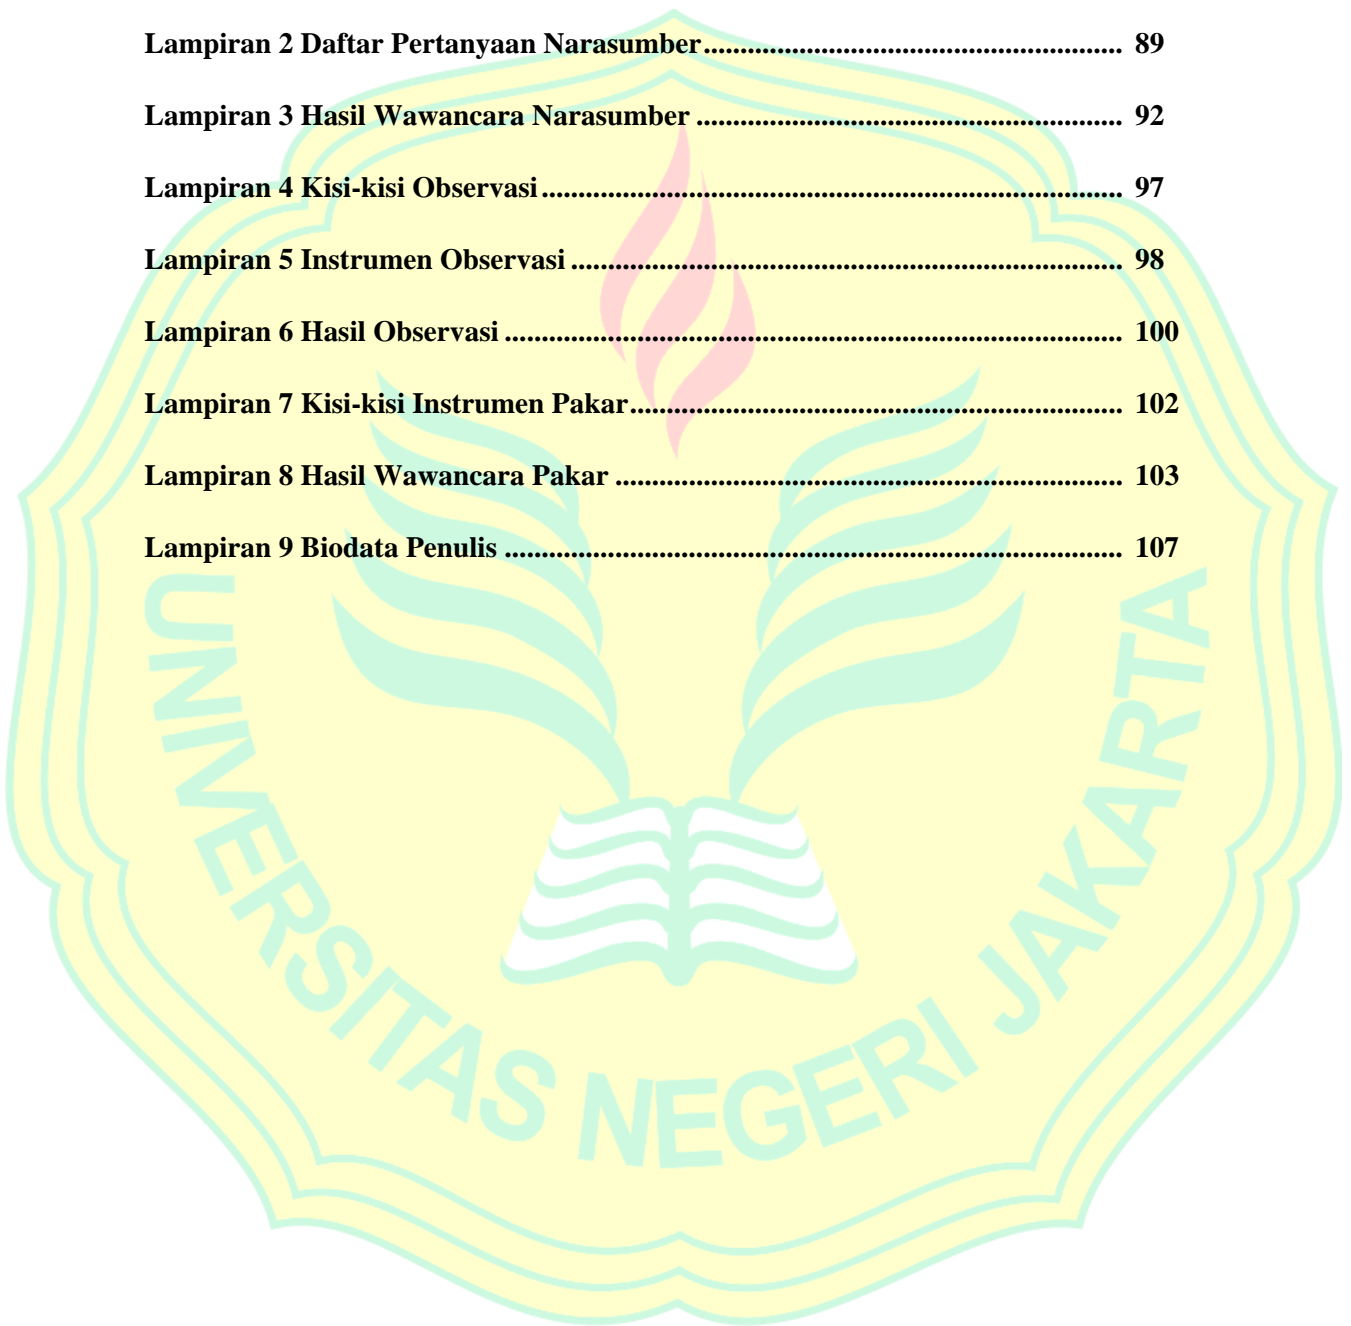 Lampiran 2 Daftar Pertanyaan Narasumber........................................................ 89
Lampiran 3 Hasil Wawancara Narasumber ......................................................... 92
Lampiran 4 Kisi-kisi Observasi.............................................................................. 97
Lampiran 5 Instrumen Observasi .......................................................................... 98
Lampiran 6 Hasil Observasi ................................................................................... 100
Lampiran 7 Kisi-kisi Instrumen Pakar.................................................................. 102
Lampiran 8 Hasil Wawancara Pakar .................................................................... 103
Lampiran 9 Biodata Penulis ................................................................................... 107
UNIVERSITAS NEGERI JAKARTA